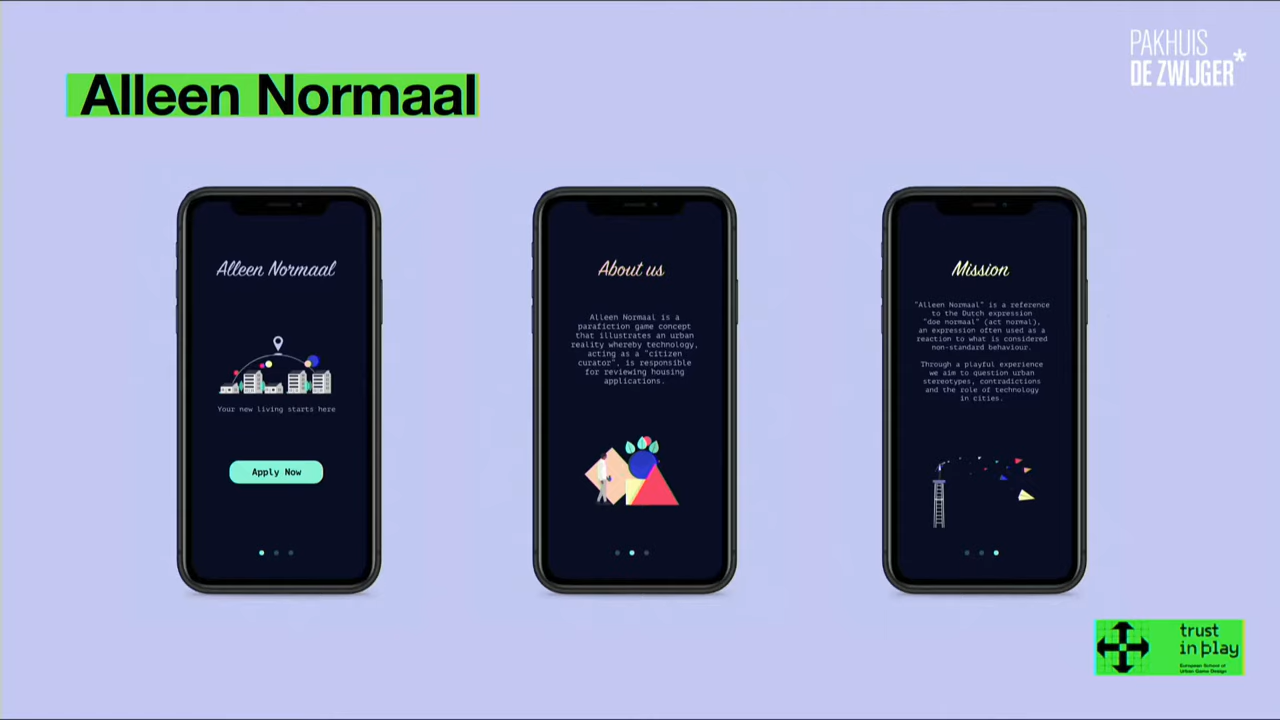 PAKHUIS
DE ZWIJGER*
Alleen Normaal
Alleen Normaal
Your new living starts here
Apply Now
About us
Alleen Normaal is a
parafiction game concept
that illustrates an urban
reality whereby technology,
acting as a "citizen
curator", is responsible
for reviewing housing
applications.
Mission
"Alleen Normaal" is a reference
to the Dutch expression
"doe normaal" (act normal),
an expression often used as a
reaction to what is considered
non-standard behaviour.
Through a playful experience
we aim to question urban
stereotypes, contradictions
and the role of technology
in cities.
trust
in play
European School of
Urban Game Design